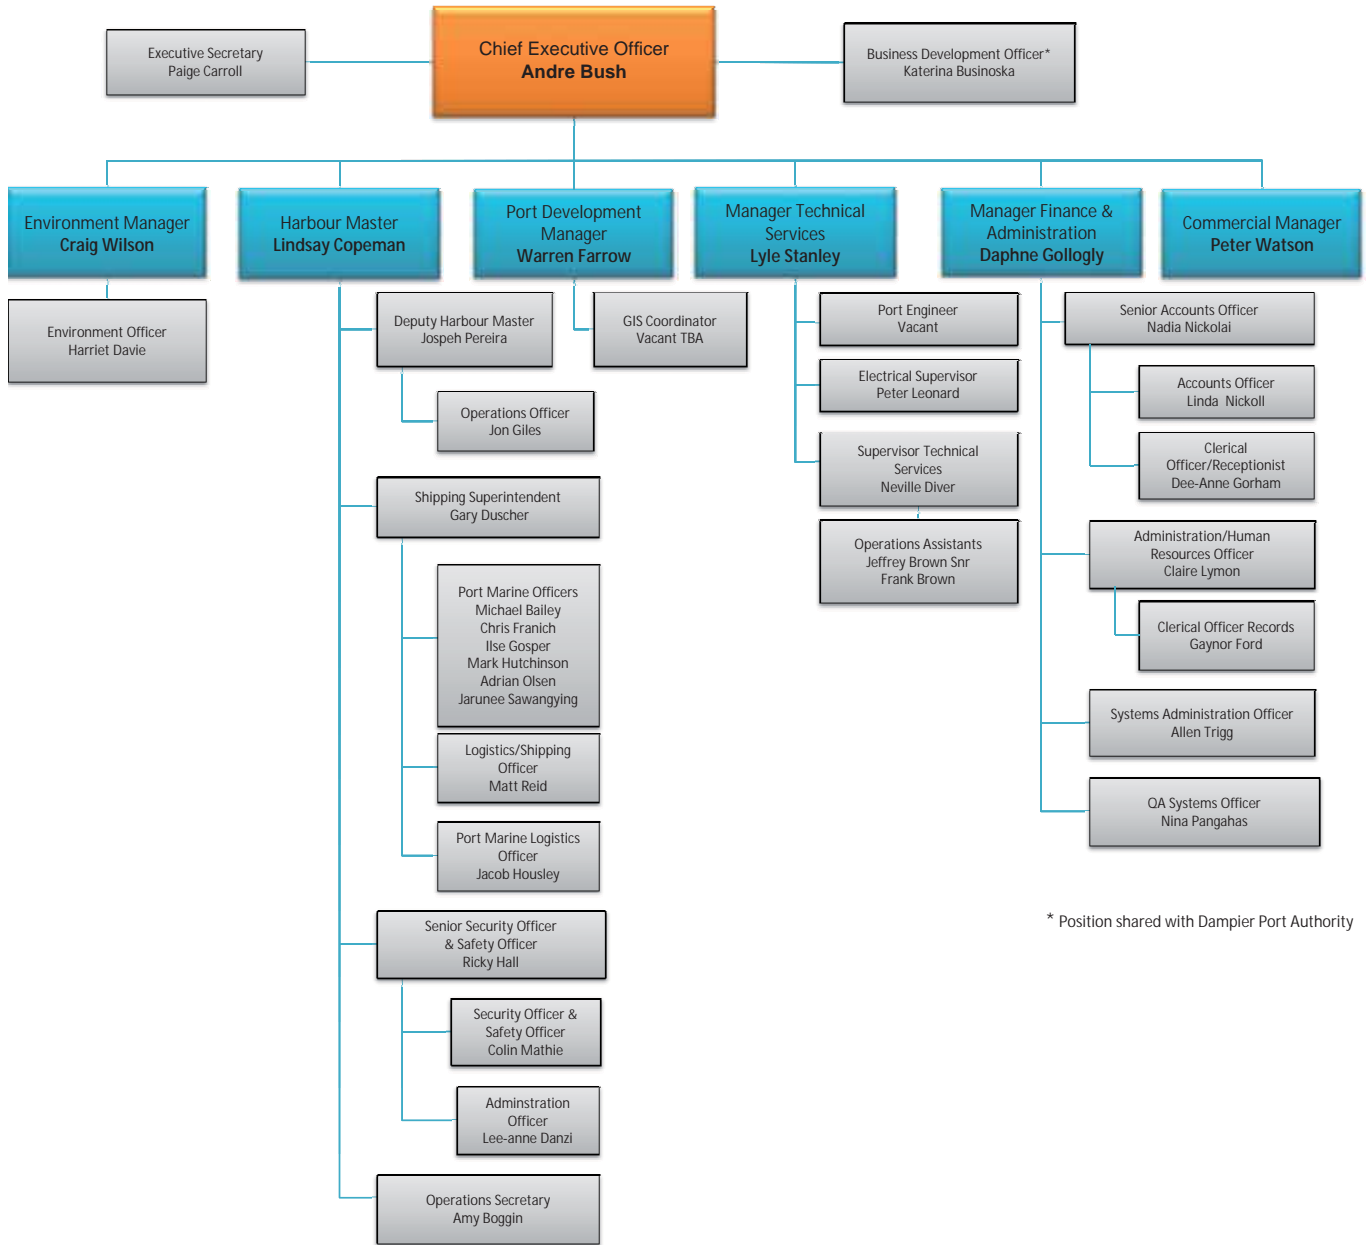 Executive Secretary
Paige Carroll
Chief Executive Officer
Andre Bush
Business Development Officer*
Katerina Businoska
Environment Manager
Craig Wilson
Harbour Master
Lindsay Copeman
Port Development
Manager
Warren Farrow
Manager Technical
Services
Lyle Stanley
Manager Finance &
Administration
Daphne Gollogly
Commercial Manager
Peter Watson
Environment Officer
Harriet Davie
Deputy Harbour Master
Jospeh Pereira
Operations Officer
Jon Giles
Shipping Superintendent
Gary Duscher
Port Marine Officers
Michael Bailey
Chris Franich
Ilse Gosper
Mark Hutchinson
Adrian Olsen
Jarunee Sawangying
Logistics/Shipping
Officer
Matt Reid
Port Marine Logistics
Officer
Jacob Housley
Senior Security Officer
& Safety Officer
Ricky Hall
Security Officer &
Safety Officer
Colin Mathie
Adminstration
Officer
Lee-anne Danzi
Operations Secretary
Amy Boggin
GIS Coordinator
Vacant TBA
Port Engineer
Vacant
Electrical Supervisor
Peter Leonard
Supervisor Technical
Services
Neville Diver
Operations Assistants
Jeffrey Brown Snr
Frank Brown
Senior Accounts Officer
Nadia Nickolai
Accounts Officer
Linda Nickoll
Clerical
Officer/Receptionist
Dee-Anne Gorham
Administration/Human
Resources Officer
Claire Lymon
Clerical Officer Records
Gaynor Ford
Systems Administration Officer
Allen Trigg
QA Systems Officer
Nina Pangahas
* Position shared with Dampier Port Authority